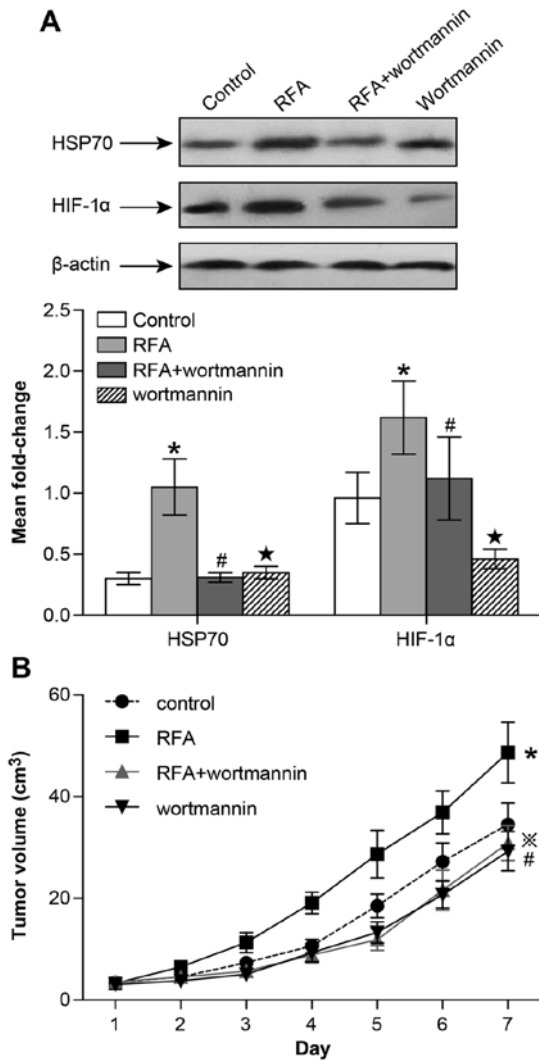 A
Control
RFA
RFA+wortmannin
Wortmannin
HSP70
HIF-1α
β-actin
2.5
2.0
1.5
1.0
0.5
0.0
Mean fold-change
Control
RFA
RFA+wortmannin
wortmannin
*
#
★
*
#
★
HSP70
HIF-1α
B
60
40
20
0
Tumor volume (cm³)
control
RFA
RFA+wortmannin
wortmannin
*
※
#
1 2 3 4 5 6 7
Day